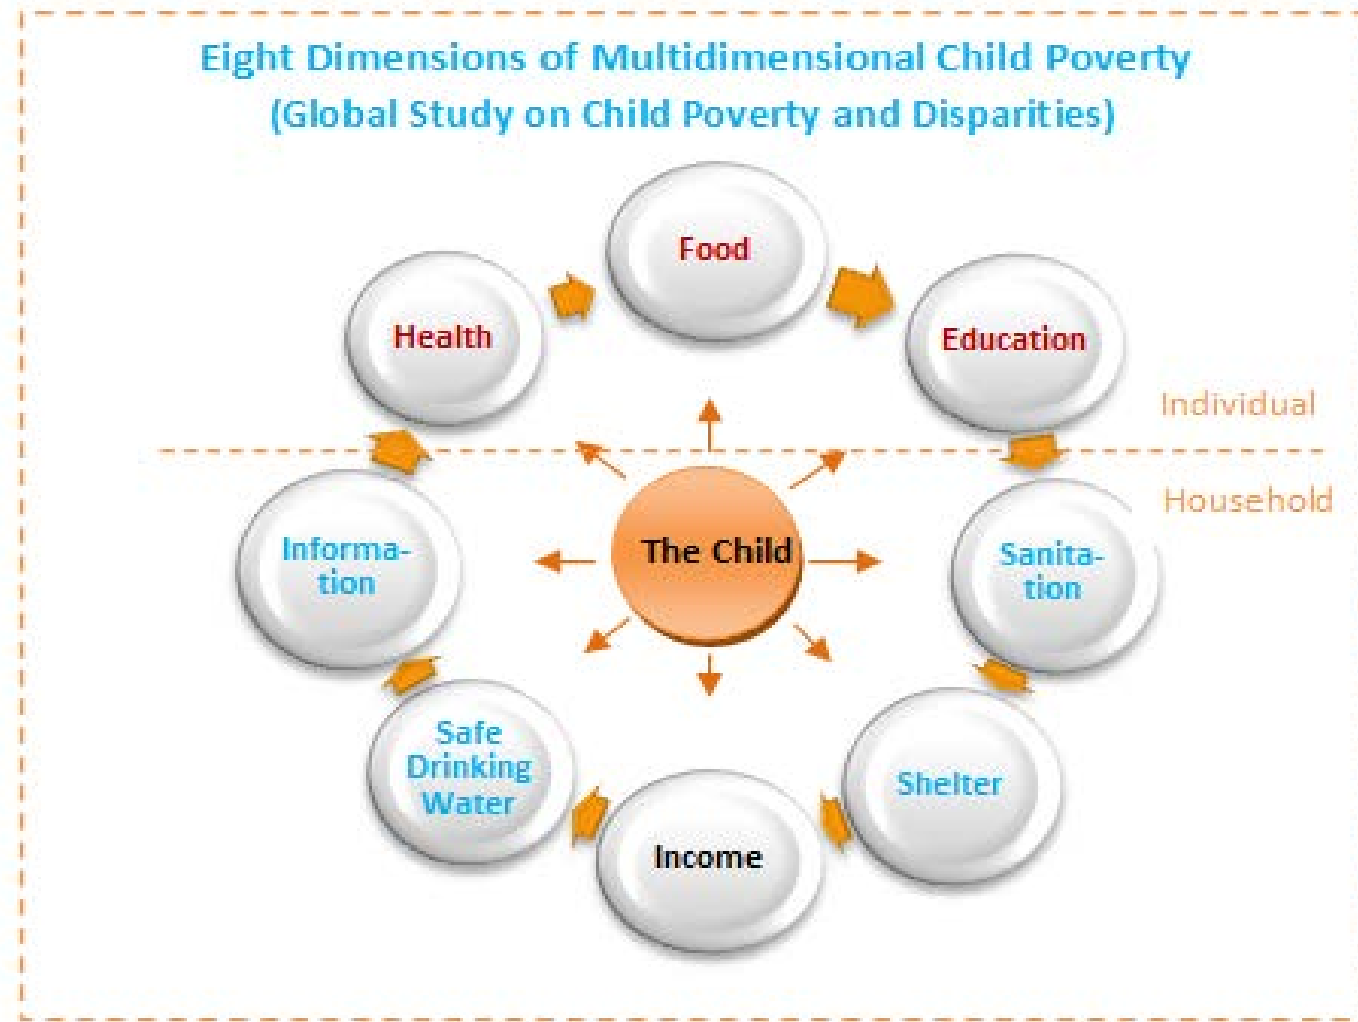 Eight Dimensions of Multidimensional Child Poverty
(Global Study on Child Poverty and Disparities)
Food
Health
Education
Individual
Household
Informa-
tion
The Child
Sanita-
tion
Safe
Drinking
Water
Shelter
Income